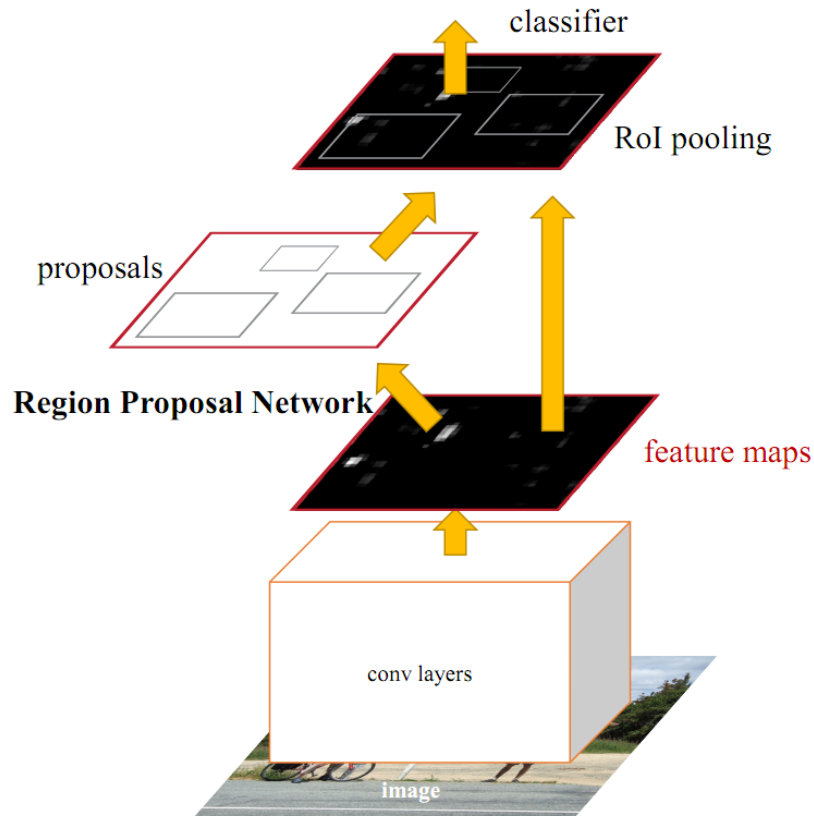 classifier
RoI pooling
proposals
Region Proposal Network
feature maps
conv layers
image